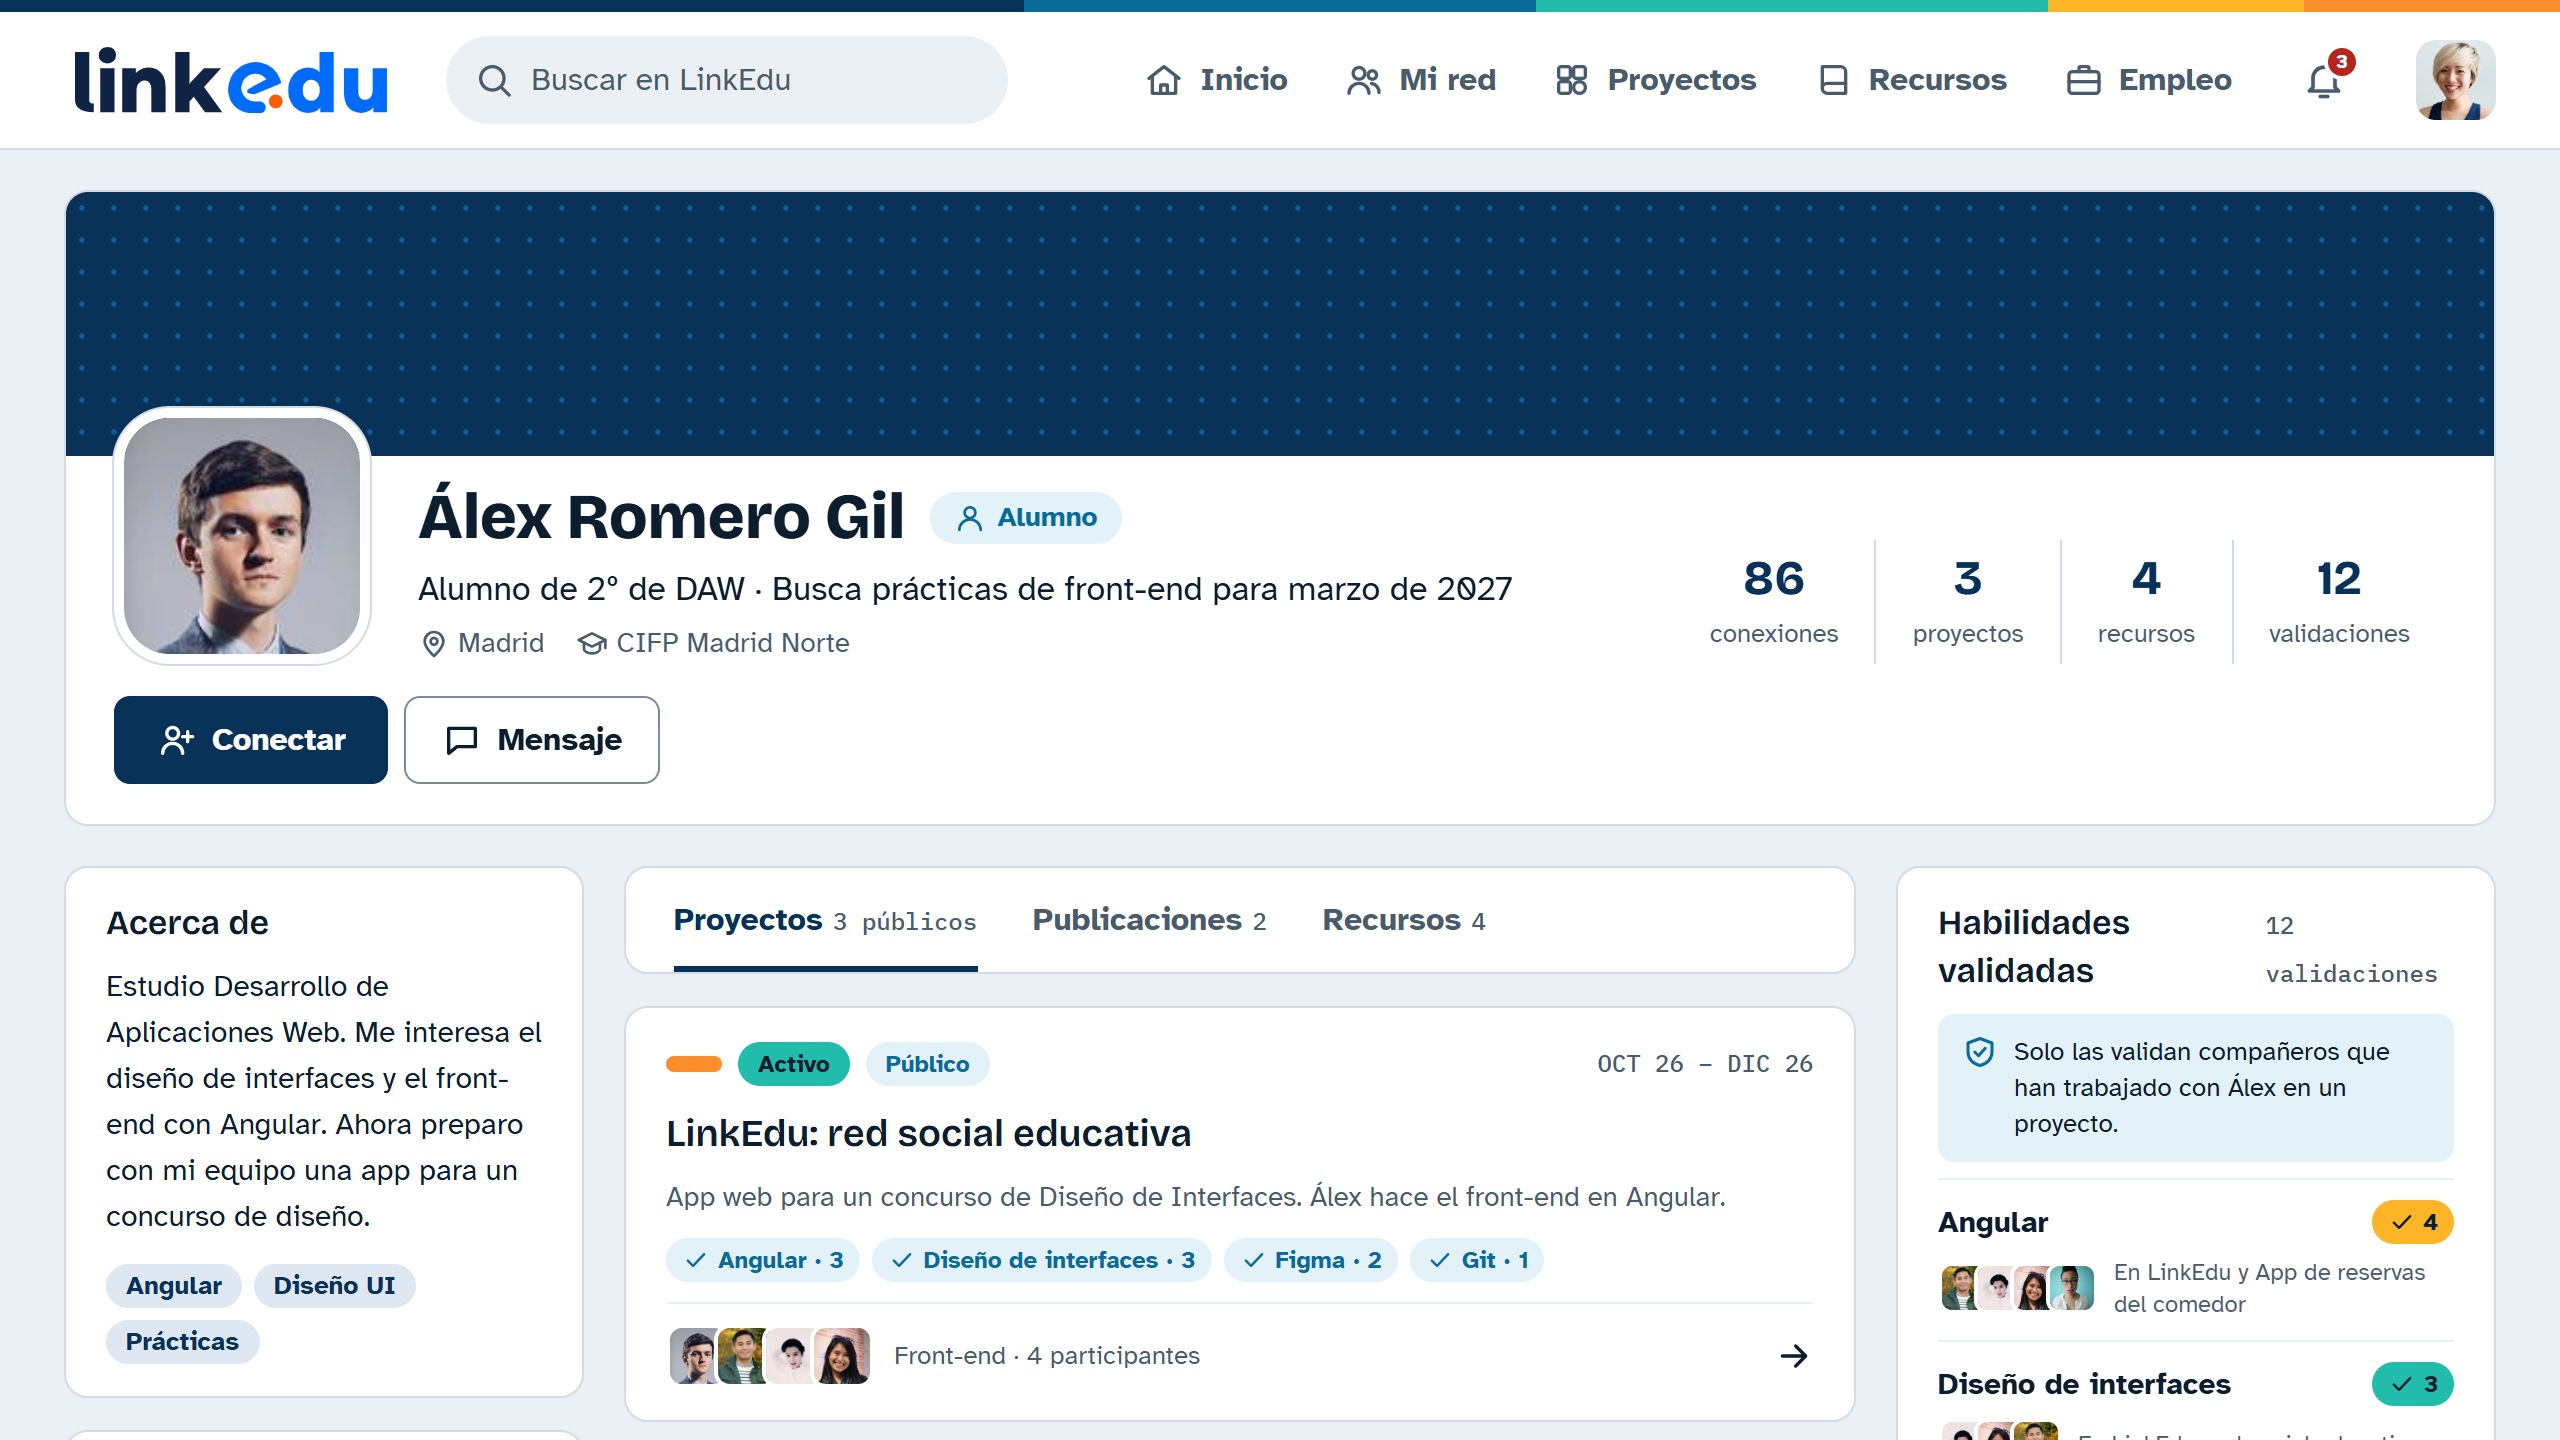 linkedu
Buscar en LinkEdu
Inicio
Mi red
Proyectos
Recursos
Empleo
3
Álex Romero Gil
Alumno
Alumno de 2º de DAW · Busca prácticas de front-end para marzo de 2027
Madrid
CIFP Madrid Norte
86
conexiones
3
proyectos
4
recursos
12
validaciones
Conectar
Mensaje
Acerca de
Estudio Desarrollo de
Aplicaciones Web. Me interesa el
diseño de interfaces y el front-
end con Angular. Ahora preparo
con mi equipo una app para un
concurso de diseño.
Angular
Diseño UI
Prácticas
Proyectos 3 públicos
Publicaciones 2
Recursos 4
Activo
Público
OCT 26 – DIC 26
LinkEdu: red social educativa
App web para un concurso de Diseño de Interfaces. Álex hace el front-end en Angular.
Angular · 3
Diseño de interfaces · 3
Figma · 2
Git · 1
Front-end · 4 participantes
Habilidades
validadas
12
validaciones
Solo las validan compañeros que
han trabajado con Álex en un
proyecto.
Angular
4
En LinkEdu y App de reservas
del comedor
Diseño de interfaces
3